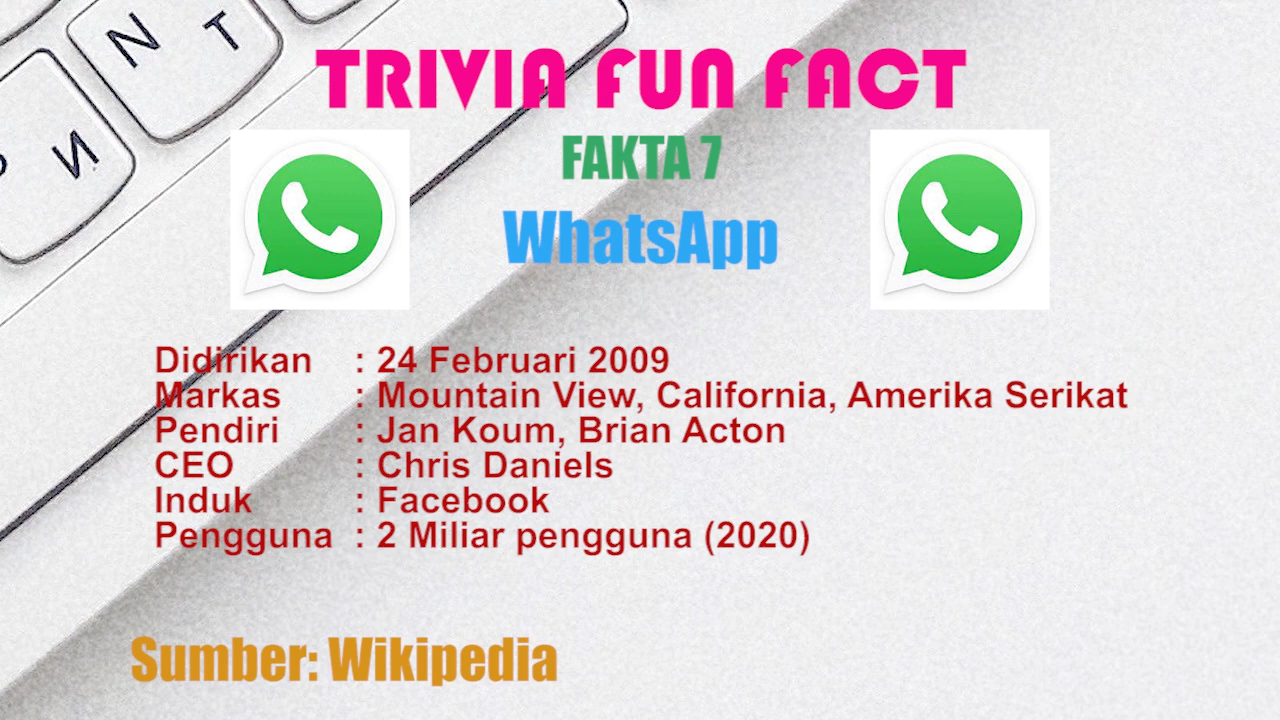 N T
И
TRIVIA FUN FACT
FAKTA 7
WhatsApp
Didirikan : 24 Februari 2009
Markas : Mountain View, California, Amerika Serikat
Pendiri : Jan Koum, Brian Acton
CEO : Chris Daniels
Induk : Facebook
Pengguna : 2 Miliar pengguna (2020)
Sumber: Wikipedia